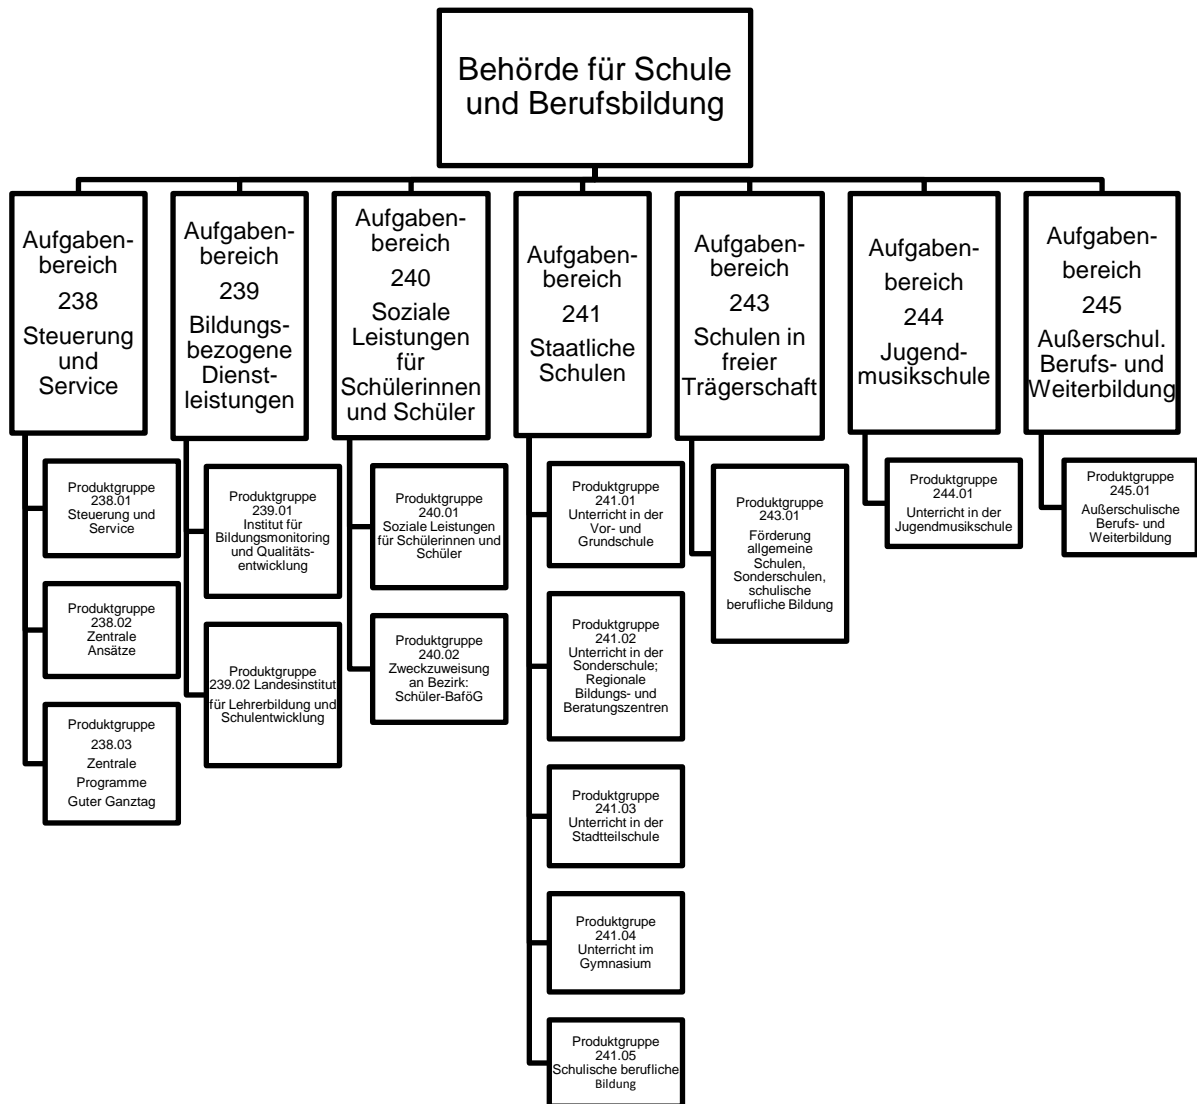 Behörde für Schule
und Berufsbildung
Aufgaben-
bereich
238
Steuerung
und
Service
Produktgruppe
238.01
Steuerung und
Service
Produktgruppe
238.02
Zentrale
Ansätze
Produktgruppe
238.03
Zentrale
Programme
Guter Ganztag
Aufgaben-
bereich
239
Bildungs-
bezogene
Dienst-
leistungen
Produktgruppe
239.01
Institut für
Bildungsmonitoring
und Qualitäts-
entwicklung
Produktgruppe
239.02 Landesinstitut
für Lehrerbildung und
Schulentwicklung
Aufgaben-
bereich
240
Soziale
Leistungen
für
Schülerinnen
und Schüler
Produktgruppe
240.01
Soziale Leistungen
für Schülerinnen und
Schüler
Produktgruppe
240.02
Zweckzuweisung
an Bezirk:
Schüler-BaföG
Aufgaben-
bereich
241
Staatliche
Schulen
Produktgruppe
241.01
Unterricht in der
Vor- und
Grundschule
Produktgruppe
241.02
Unterricht in der
Sonderschule;
Regionale
Bildungs- und
Beratungszentren
Produktgruppe
241.03
Unterricht in der
Stadtteilschule
Produktgrupe
241.04
Unterricht im
Gymnasium
Produktgruppe
241.05
Schulische berufliche
Bildung
Aufgaben-
bereich
243
Schulen in
freier
Trägerschaft
Produktgruppe
243.01
Förderung
allgemeine
Schulen,
Sonderschulen,
schulische
berufliche Bildung
Aufgaben-
bereich
244
Jugend-
musikschule
Produktgruppe
244.01
Unterricht in der
Jugendmusikschule
Aufgaben-
bereich
245
Außerschul.
Berufs- und
Weiterbildung
Produktgruppe
245.01
Außerschulische
Berufs- und
Weiterbildung